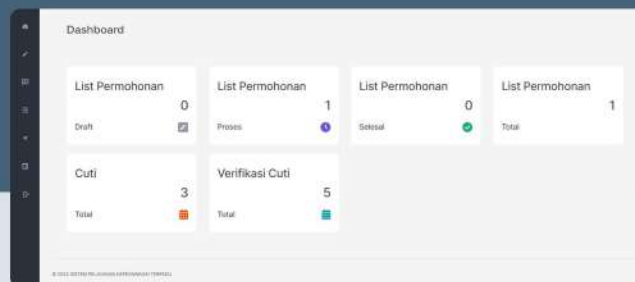 Dashboard
List Permohonan
0
Draft
List Permohonan
1
Proses
List Permohonan
0
Selesai
List Permohonan
1
Total
Cuti
3
Total
Verifikasi Cuti
5
Total